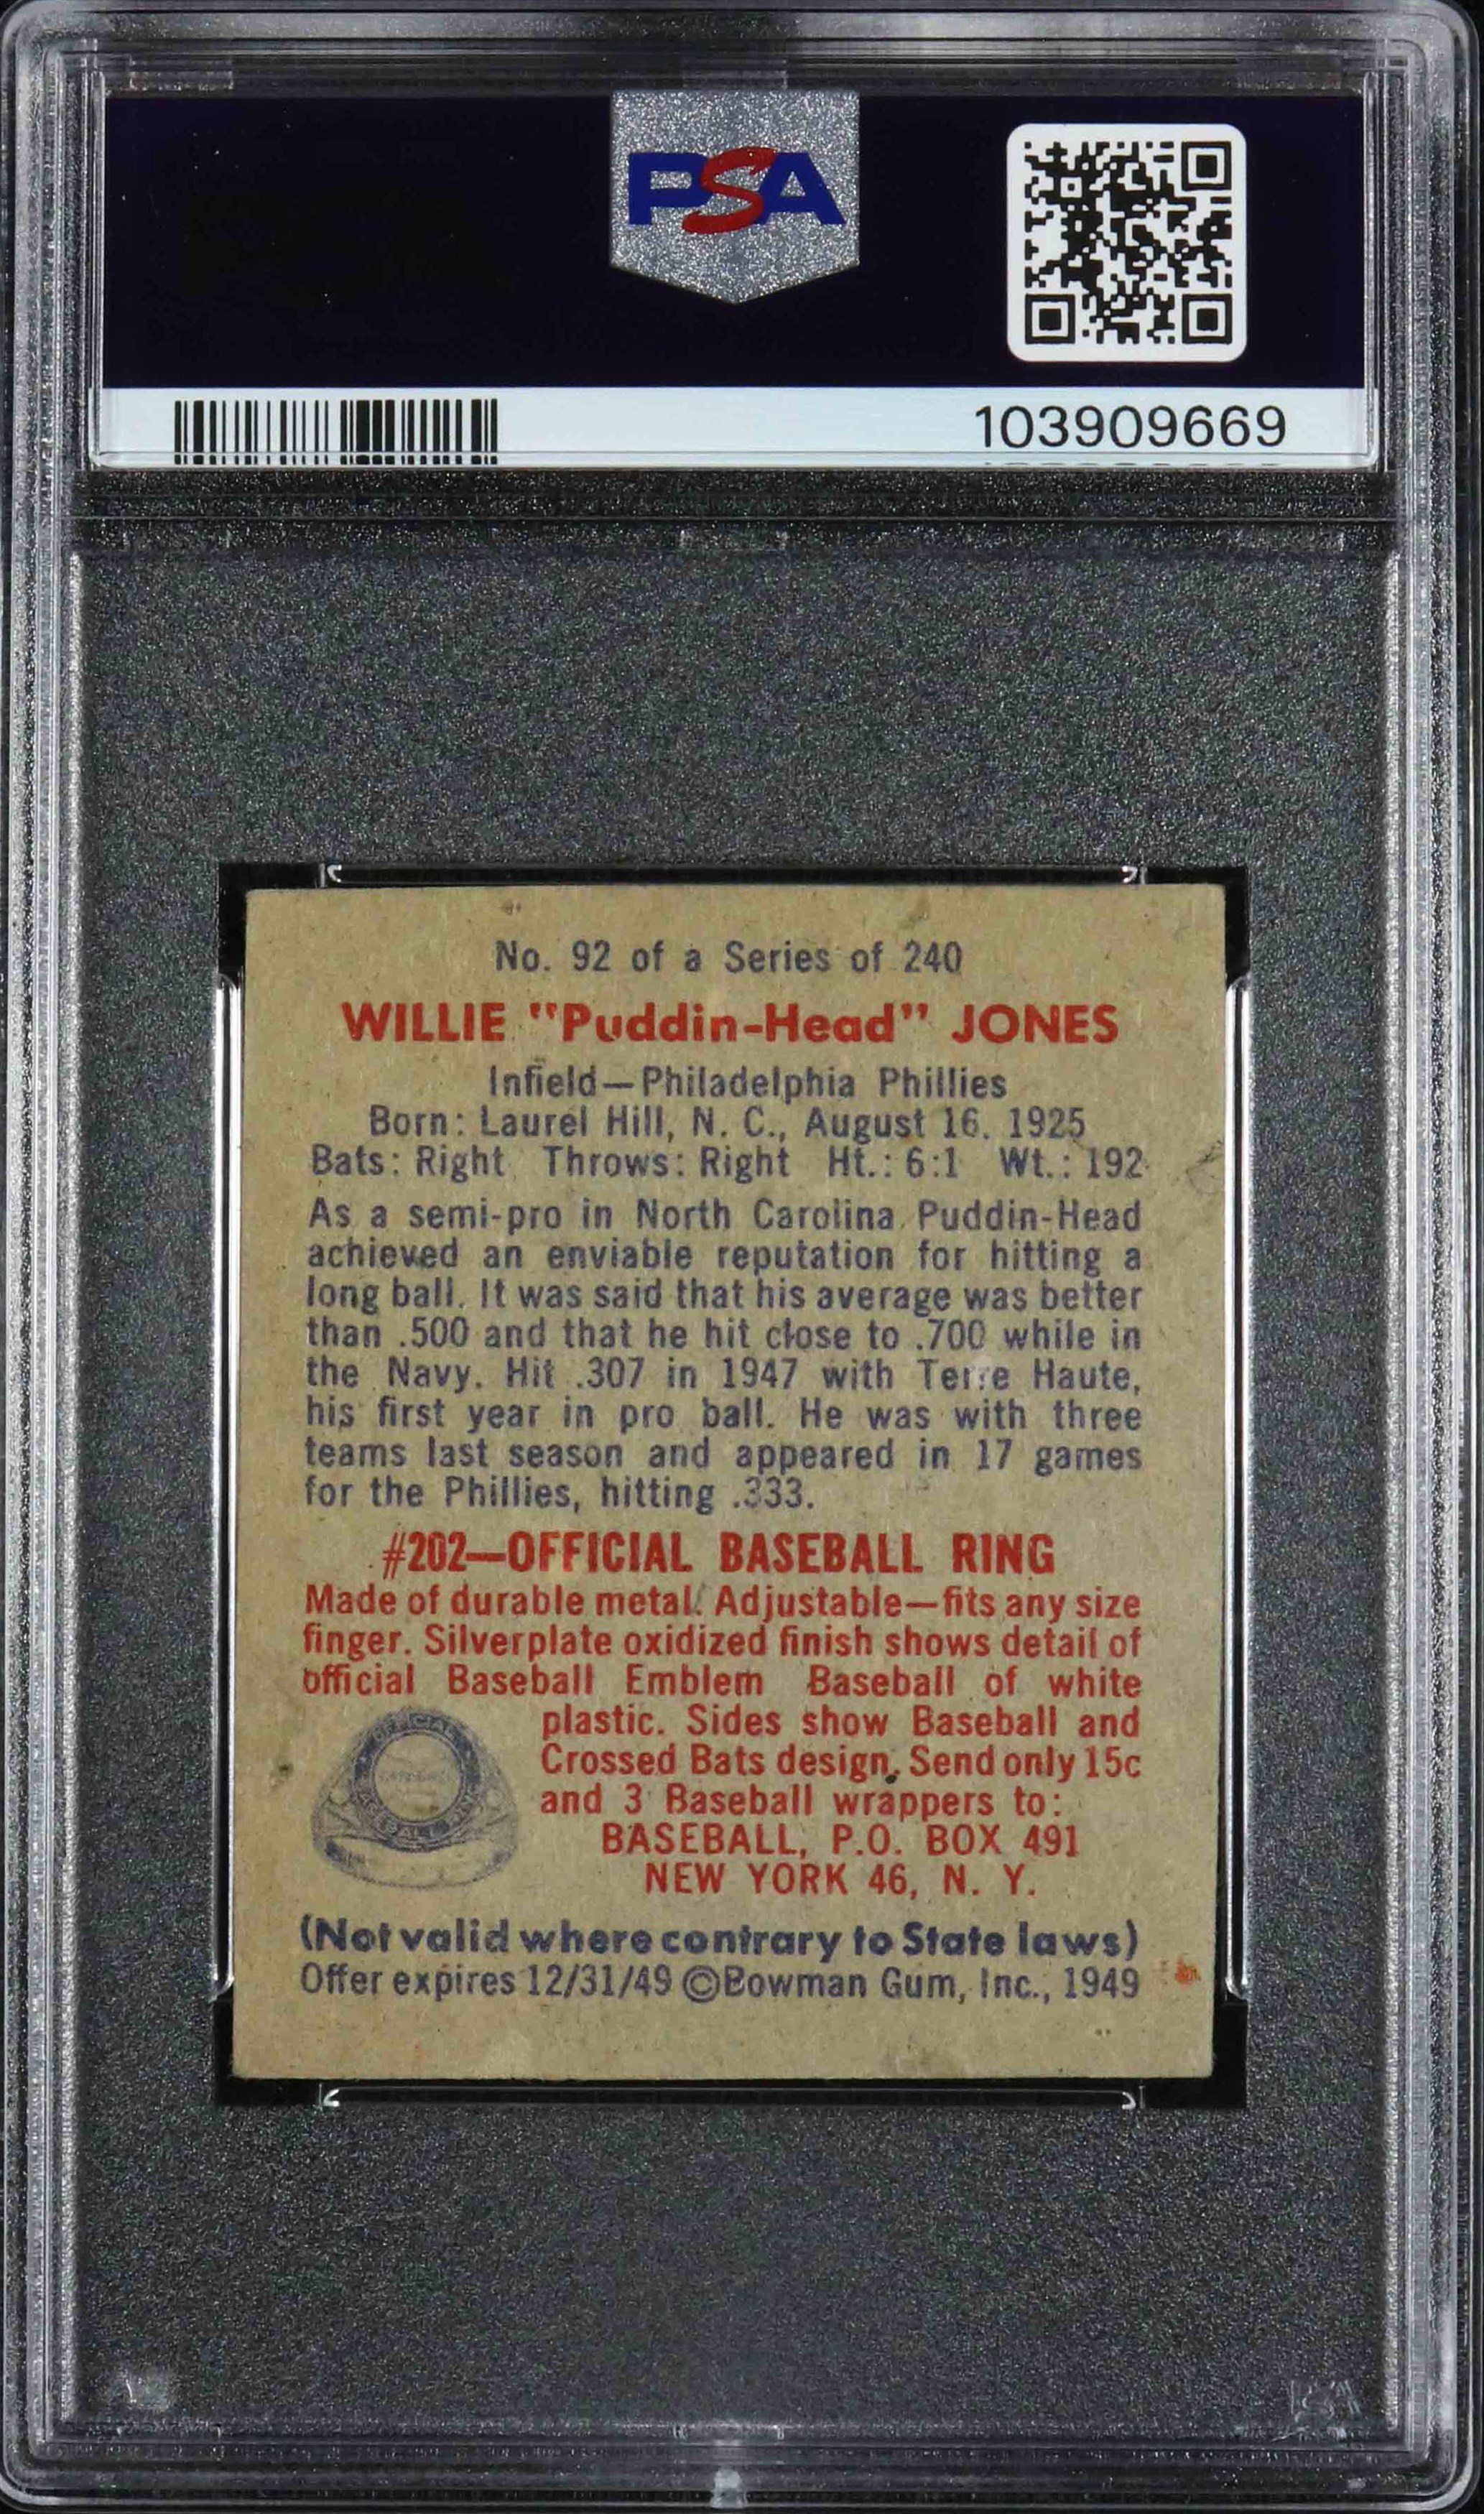 PSA
103909669
No. 92 of a Series of 240
WILLIE "Puddin-Head" JONES
Infield—Philadelphia Phillies
Born: Laurel Hill, N. C., August 16, 1925
Bats: Right Throws: Right Ht.: 6:1 Wt.: 192
As a semi-pro in North Carolina Puddin-Head
achieved an enviable reputation for hitting a
long ball. It was said that his average was better
than .500 and that he hit close to .700 while in
the Navy. Hit .307 in 1947 with Terre Haute,
his first year in pro ball. He was with three
teams last season and appeared in 17 games
for the Phillies, hitting .333.
#202—OFFICIAL BASEBALL RING
Made of durable metal. Adjustable—fits any size
finger. Silverplate oxidized finish shows detail of
official Baseball Emblem Baseball of white
plastic. Sides show Baseball and
Crossed Bats design. Send only 15c
and 3 Baseball wrappers to:
BASEBALL, P.O. BOX 491
NEW YORK 46, N. Y.
(Not valid where contrary to State laws)
Offer expires 12/31/49 ©Bowman Gum, Inc., 1949